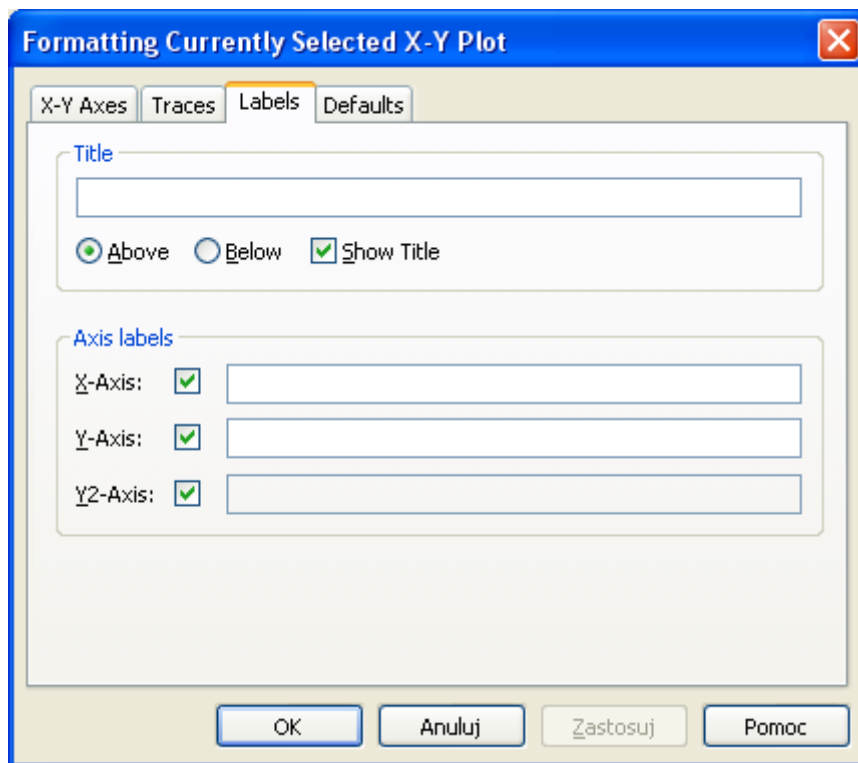 Formatting Currently Selected X-Y Plot
X-Y Axes Traces Labels Defaults
Title
Above Below Show Title
Axis labels
X-Axis:
Y-Axis:
Y2-Axis:
OK Anuluj Zastosuj Pomoc